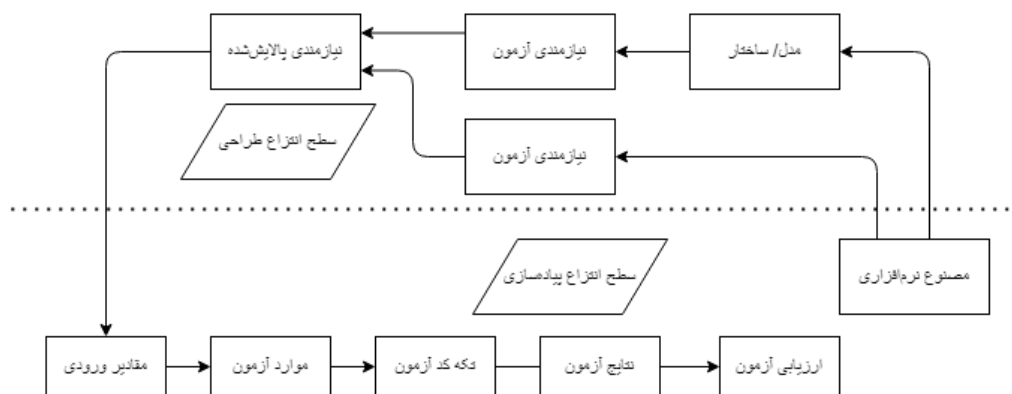 مدل/ ساختار
نیازمندی آزمون
نیازمندی پالایش‌شده
سطح انتزاع طراحی
نیازمندی آزمون
سطح انتزاع پیاده‌سازی
مصنوع نرم‌افزاری
مقادیر ورودی
موارد آزمون
تکه کد آزمون
نتایج آزمون
ارزیابی آزمون